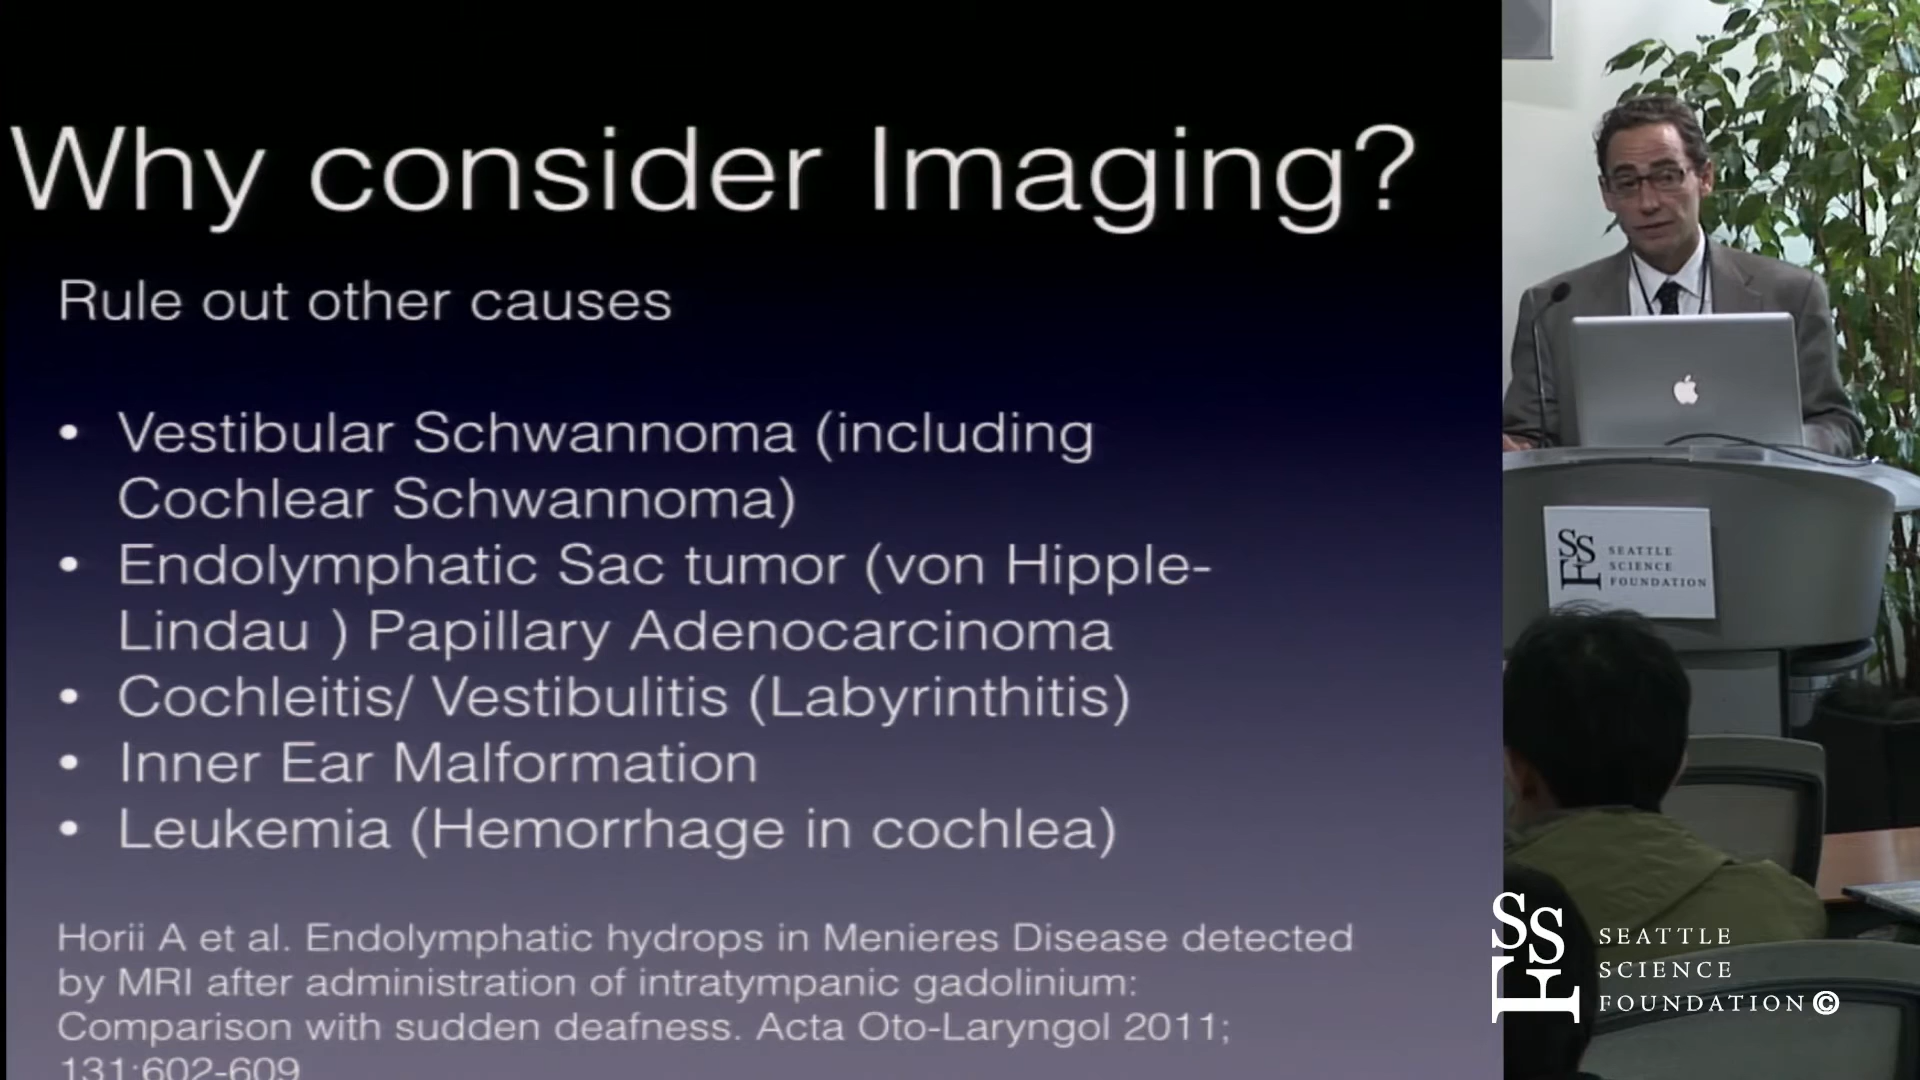 Why consider Imaging?
Rule out other causes
• Vestibular Schwannoma (including
Cochlear Schwannoma)
• Endolymphatic Sac tumor (von Hipple-
Lindau ) Papillary Adenocarcinoma
• Cochleitis/ Vestibulitis (Labyrinthitis)
• Inner Ear Malformation
• Leukemia (Hemorrhage in cochlea)
Horii A et al. Endolymphatic hydrops in Menieres Disease detected
by MRI after administration of intratympanic gadolinium:
Comparison with sudden deafness. Acta Oto-Laryngol 2011;
131:602-609
SSF
SEATTLE
SCIENCE
FOUNDATION
SSF
SEATTLE
SCIENCE
FOUNDATION©